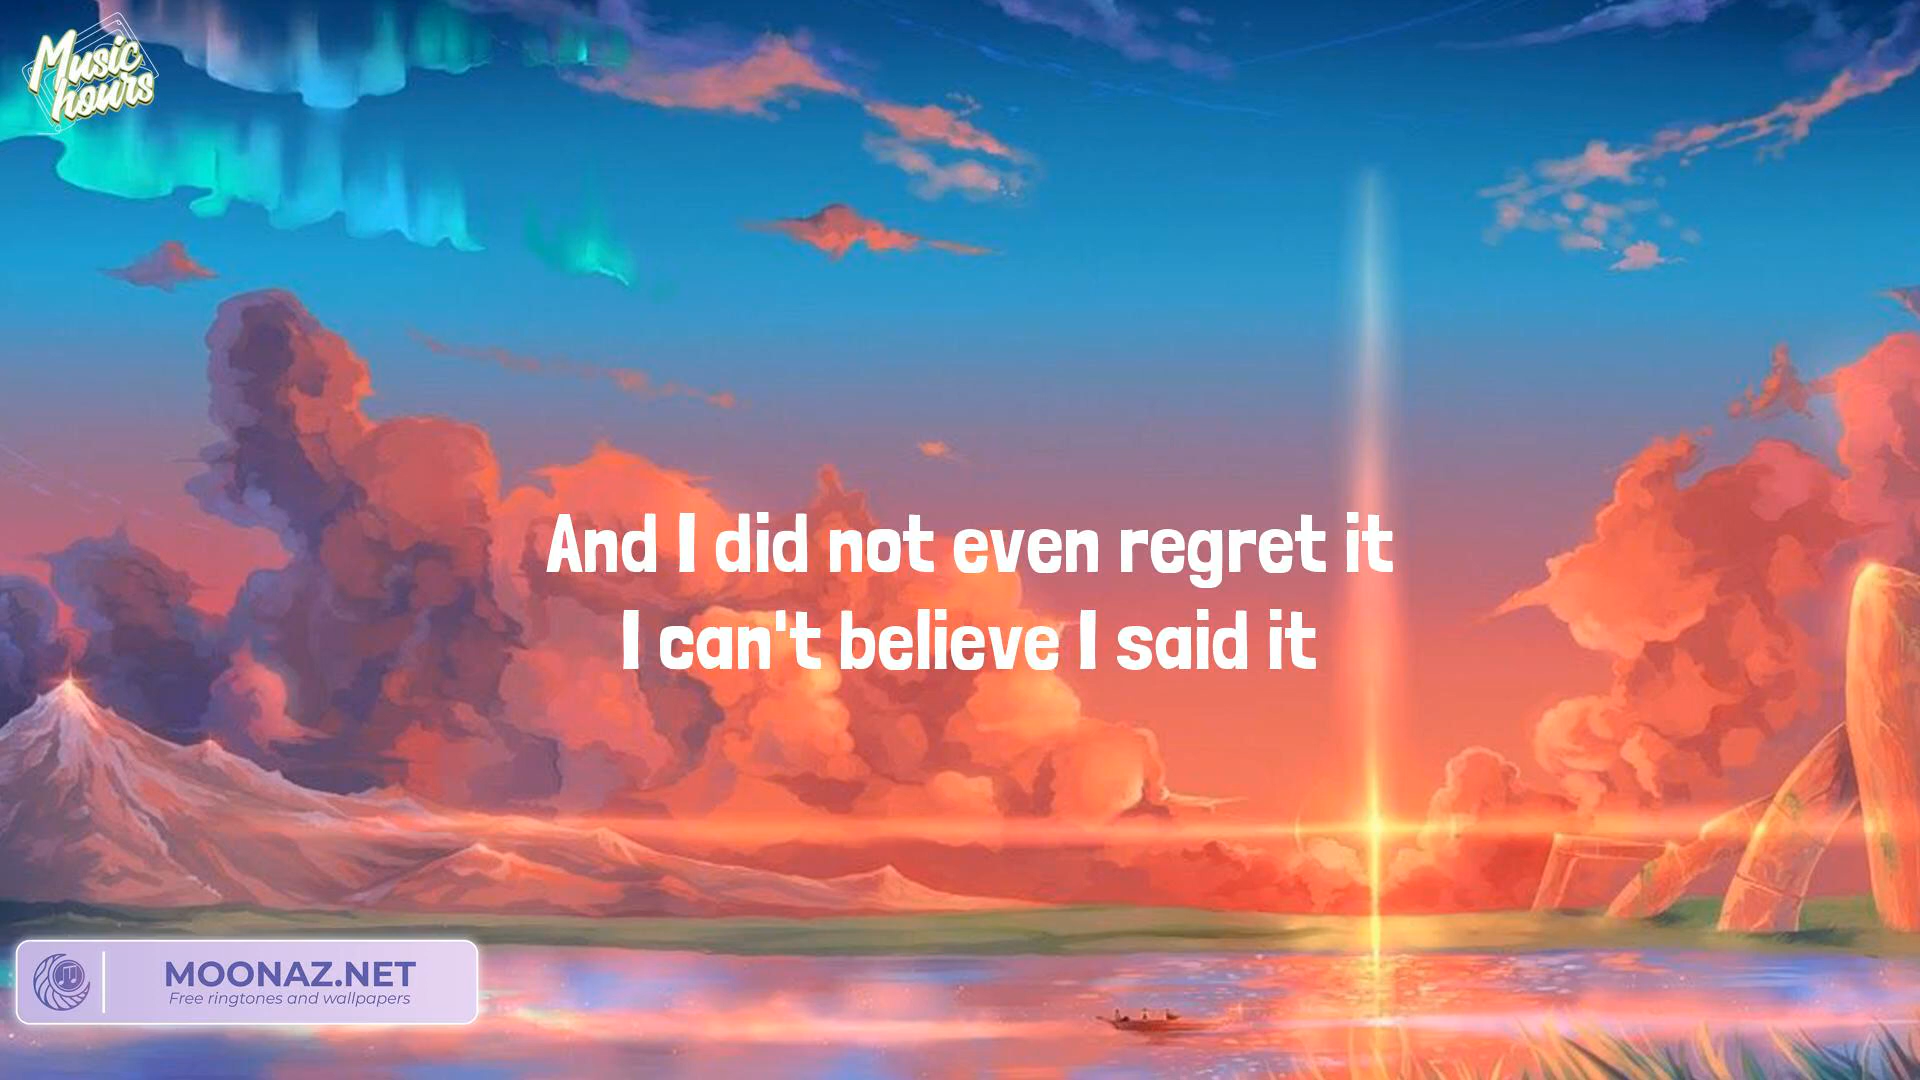 Music
hours
And I did not even regret it
I can't believe I said it
MOONAZ.NET
Free ringtones and wallpapers